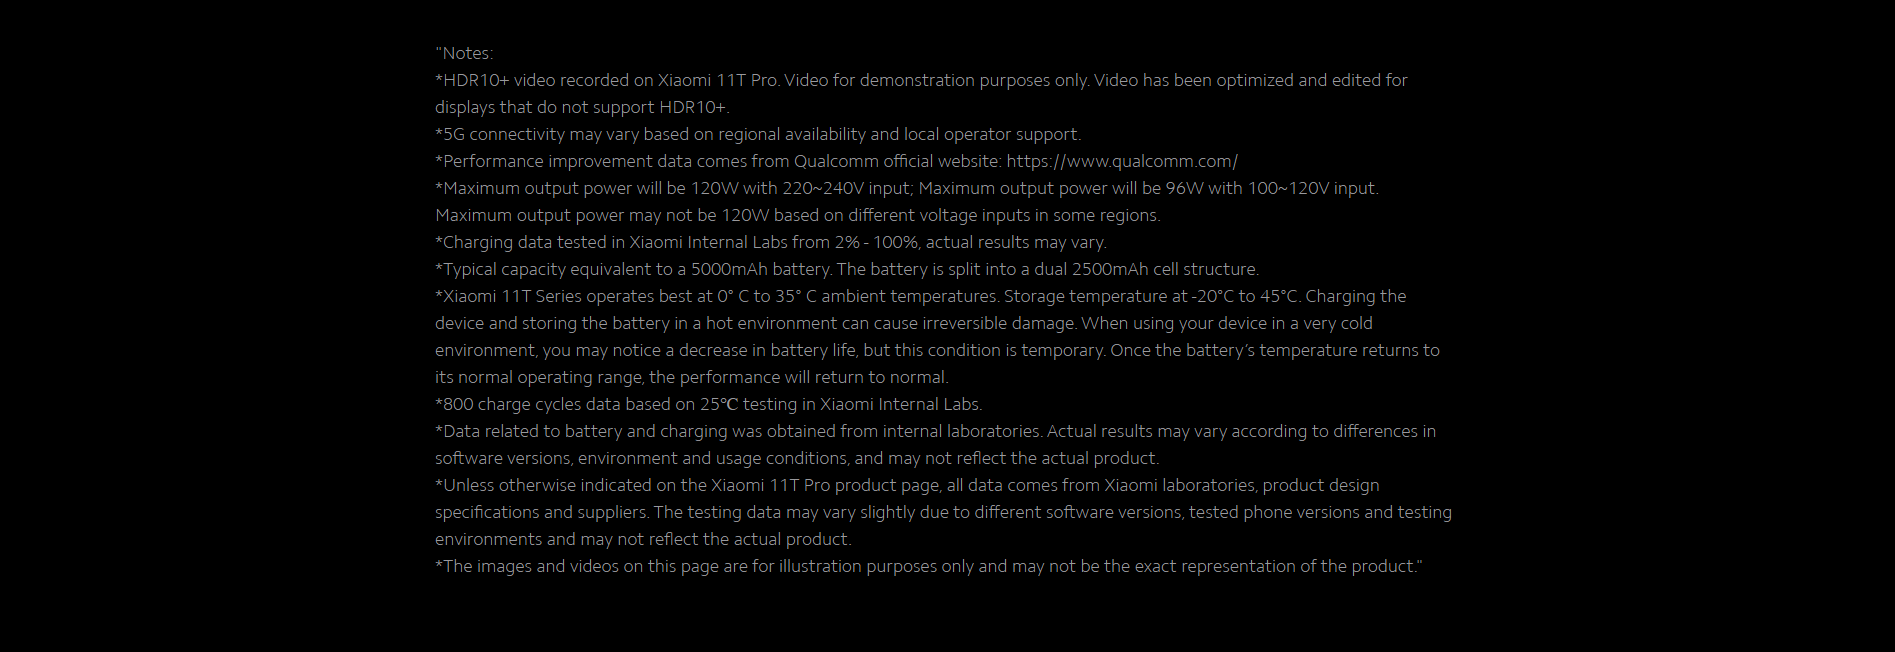 "Notes:
*HDR10+ video recorded on Xiaomi 11T Pro. Video for demonstration purposes only. Video has been optimized and edited for
displays that do not support HDR10+.
*5G connectivity may vary based on regional availability and local operator support.
*Performance improvement data comes from Qualcomm official website: https://www.qualcomm.com/
*Maximum output power will be 120W with 220~240V input; Maximum output power will be 96W with 100~120V input.
Maximum output power may not be 120W based on different voltage inputs in some regions.
*Charging data tested in Xiaomi Internal Labs from 2% - 100%, actual results may vary.
*Typical capacity equivalent to a 5000mAh battery. The battery is split into a dual 2500mAh cell structure.
*Xiaomi 11T Series operates best at 0° C to 35° C ambient temperatures. Storage temperature at -20°C to 45°C. Charging the
device and storing the battery in a hot environment can cause irreversible damage. When using your device in a very cold
environment, you may notice a decrease in battery life, but this condition is temporary. Once the battery’s temperature returns to
its normal operating range, the performance will return to normal.
*800 charge cycles data based on 25℃ testing in Xiaomi Internal Labs.
*Data related to battery and charging was obtained from internal laboratories. Actual results may vary according to differences in
software versions, environment and usage conditions, and may not reflect the actual product.
*Unless otherwise indicated on the Xiaomi 11T Pro product page, all data comes from Xiaomi laboratories, product design
specifications and suppliers. The testing data may vary slightly due to different software versions, tested phone versions and testing
environments and may not reflect the actual product.
*The images and videos on this page are for illustration purposes only and may not be the exact representation of the product."